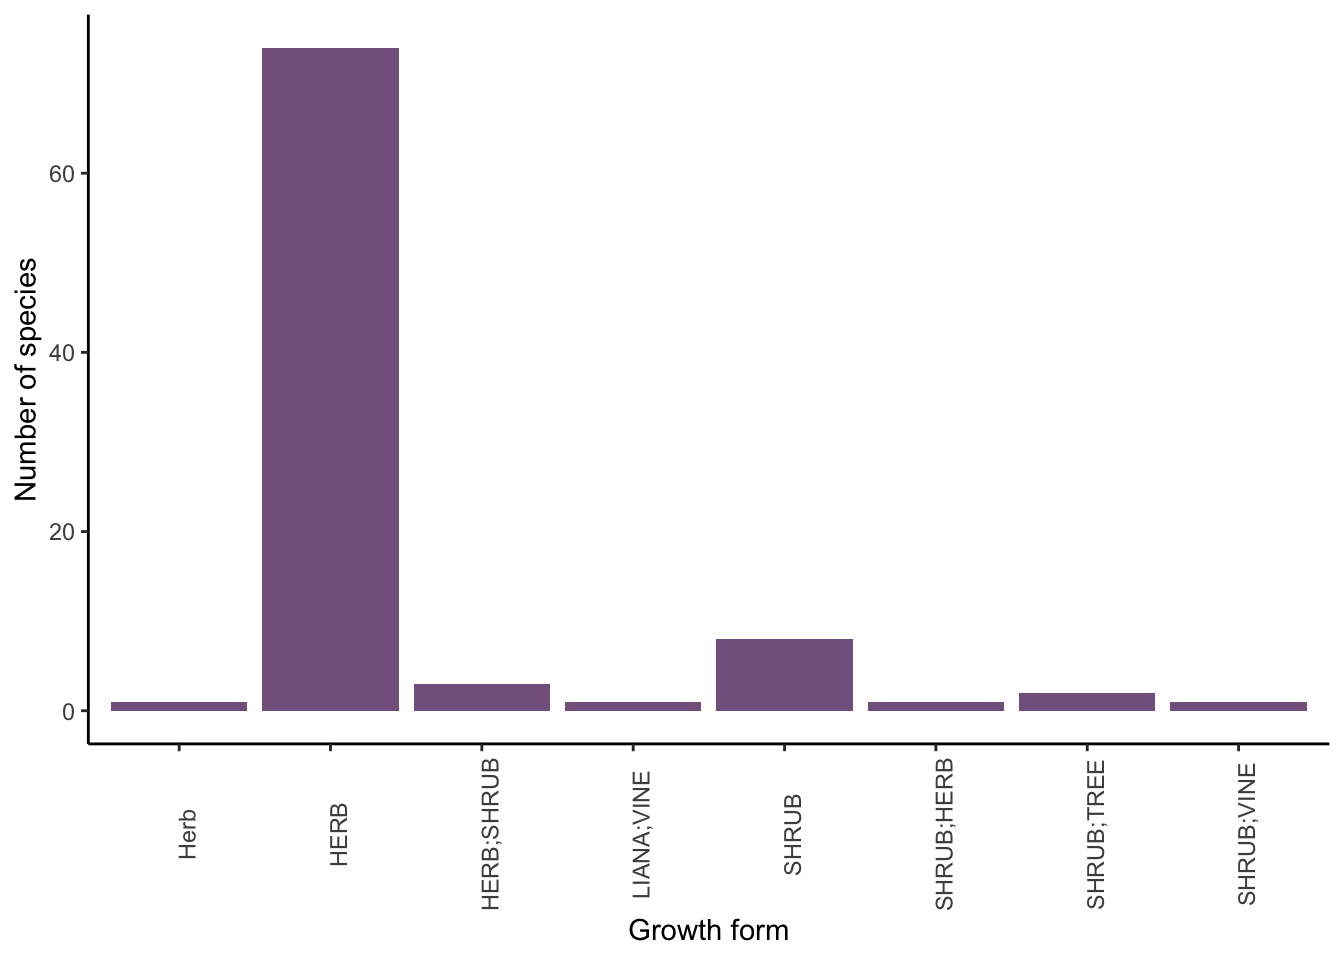 Number of species
60
40
20
0
Herb
HERB
HERB;SHRUB
LIANA;VINE
SHRUB
SHRUB;HERB
SHRUB;TREE
SHRUB;VINE
Growth form